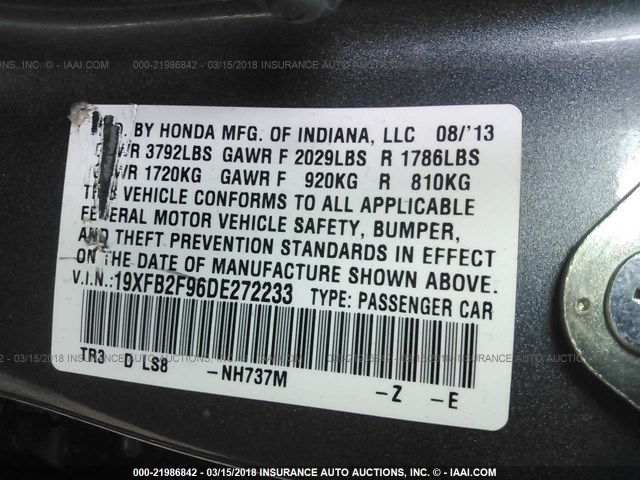 000-21986842 - 03/15/2018 INSURANCE AUTO AUCTIONS, INC. - © IAAI.COM
D. BY HONDA MFG. OF INDIANA, LLC 08/'13
R 3792LBS GAWR F 2029LBS R 1786LBS
R 1720KG GAWR F 920KG R 810KG
VEHICLE CONFORMS TO ALL APPLICABLE
FEDERAL MOTOR VEHICLE SAFETY, BUMPER,
AND THEFT PREVENTION STANDARDS IN EFFECT
ON THE DATE OF MANUFACTURE SHOWN ABOVE.
V.I.N.:19XFB2F96DE272233 TYPE: PASSENGER CAR
TR3 D LS8 -NH737M -Z -E
000-21986842 - 03/15/2018 INSURANCE AUTO AUCTIONS, INC. - © IAAI.COM